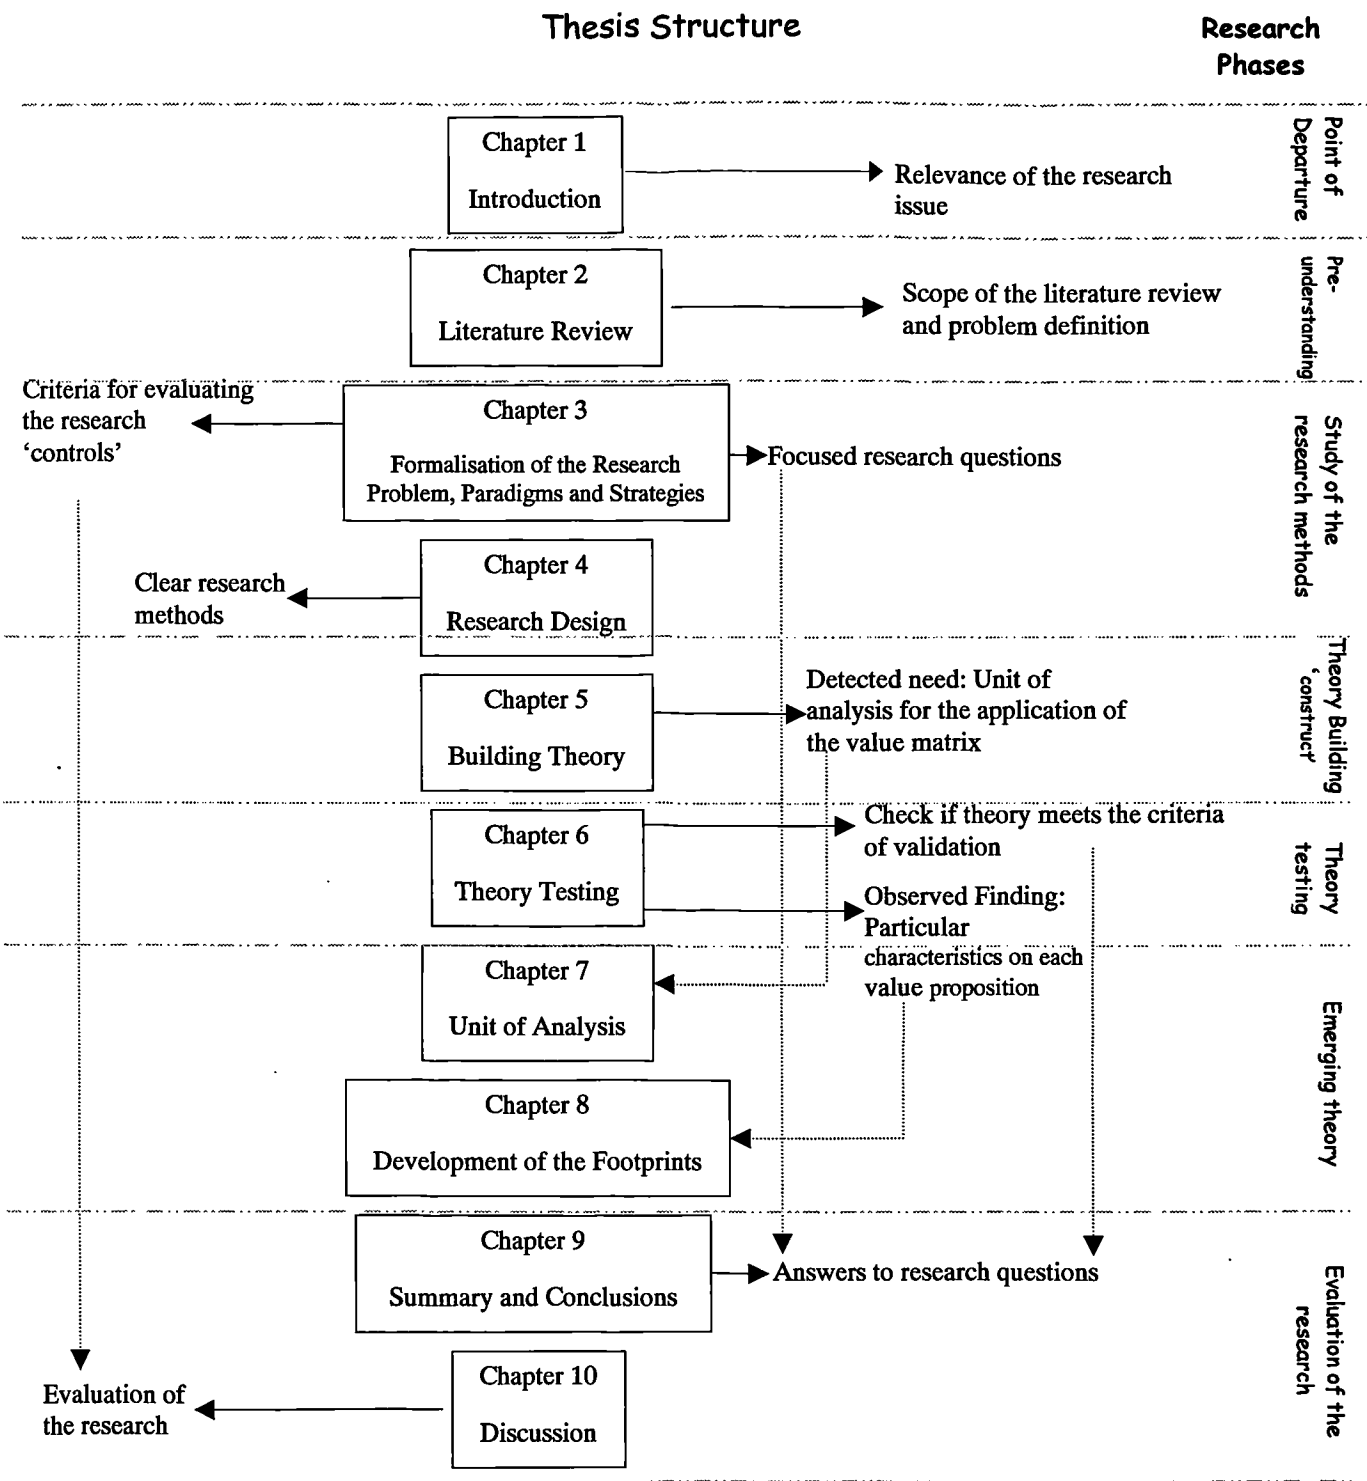 Thesis Structure
Research
Phases
Chapter 1
Introduction
Relevance of the research
issue
Point of
Departure
Chapter 2
Literature Review
Scope of the literature review
and problem definition
Pre-
understanding
Criteria for evaluating
the research
‘controls’
Chapter 3
Formalisation of the Research
Problem, Paradigms and Strategies
Focused research questions
Study of the
research methods
Chapter 4
Research Design
Clear research
methods
Chapter 5
Building Theory
Detected need: Unit of
analysis for the application of
the value matrix
Theory Building
‘construct’
Chapter 6
Theory Testing
Check if theory meets the criteria
of validation
Observed Finding:
Particular
characteristics on each
value proposition
Theory
testing
Chapter 7
Unit of Analysis
Chapter 8
Development of the Footprints
Emerging theory
Chapter 9
Summary and Conclusions
Answers to research questions
Chapter 10
Discussion
Evaluation of
the research
Evaluation of the
research